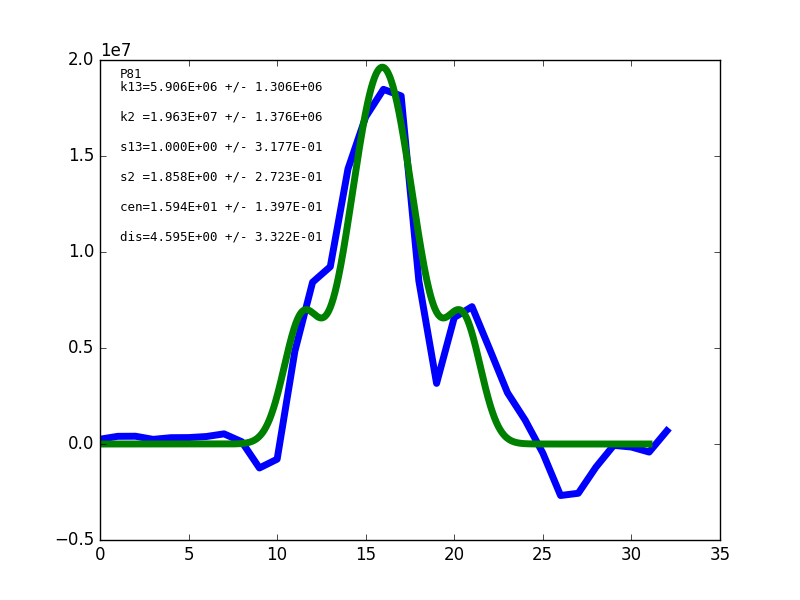 1e7
P81
k13=5.906E+06 +/- 1.306E+06
k2 =1.963E+07 +/- 1.376E+06
s13=1.000E+00 +/- 3.177E-01
s2 =1.858E+00 +/- 2.723E-01
cen=1.594E+01 +/- 1.397E-01
dis=4.595E+00 +/- 3.322E-01
2.0
1.5
1.0
0.5
0.0
−0.5
0 5 10 15 20 25 30 35